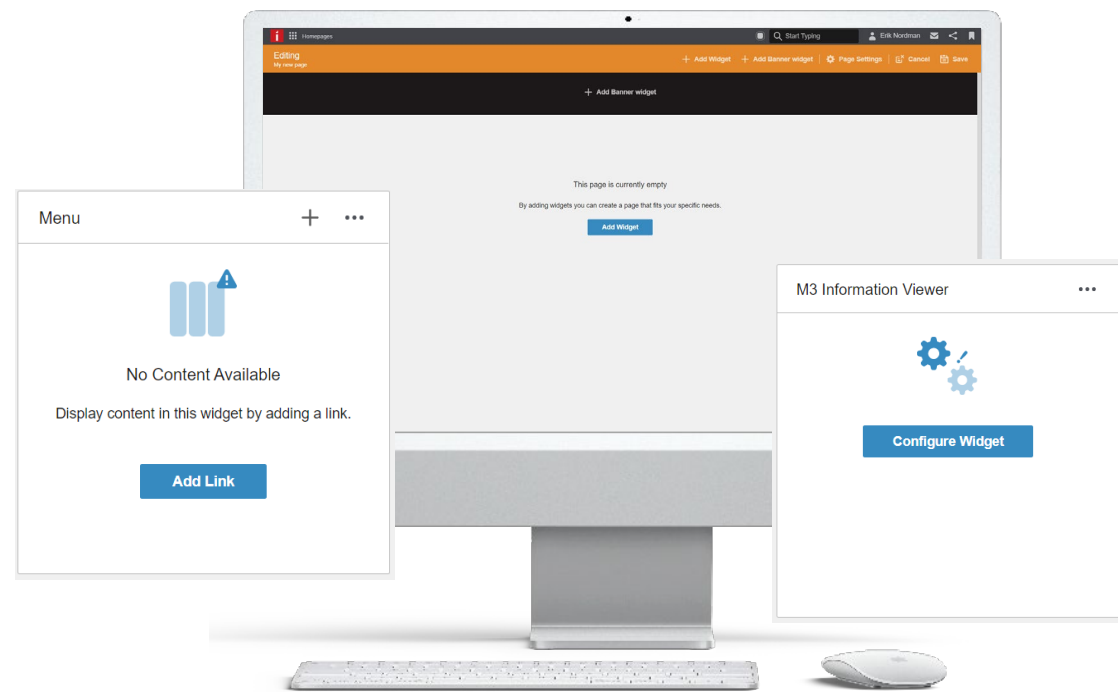 Homepages
Start Typing
Erik Nordman
Editing
My new page
Add Widget
Add Banner widget
Page Settings
Cancel
Save
Add Banner widget
This page is currently empty
By adding widgets you can create a page that fits your specific needs.
Add Widget
Menu
No Content Available
Display content in this widget by adding a link.
Add Link
M3 Information Viewer
Configure Widget